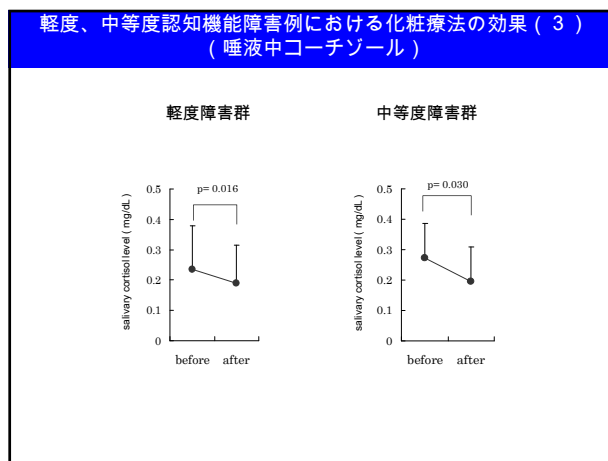 軽度、中等度認知機能障害例における化粧療法の効果(3)
(唾液中コーチゾール)
軽度障害群
中等度障害群
p= 0.016
salivary cortisol level ( mg/dL )
0.5
0.4
0.3
0.2
0.1
0
before after
p= 0.030
salivary cortisol level ( mg/dL )
0.5
0.4
0.3
0.2
0.1
0
before after